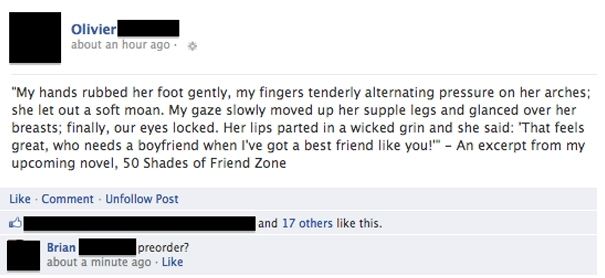 Olivier
about an hour ago ·
"My hands rubbed her foot gently, my fingers tenderly alternating pressure on her arches;
she let out a soft moan. My gaze slowly moved up her supple legs and glanced over her
breasts; finally, our eyes locked. Her lips parted in a wicked grin and she said: 'That feels
great, who needs a boyfriend when I've got a best friend like you!'" – An excerpt from my
upcoming novel, 50 Shades of Friend Zone
Like · Comment · Unfollow Post
and 17 others like this.
Brian preorder?
about a minute ago · Like